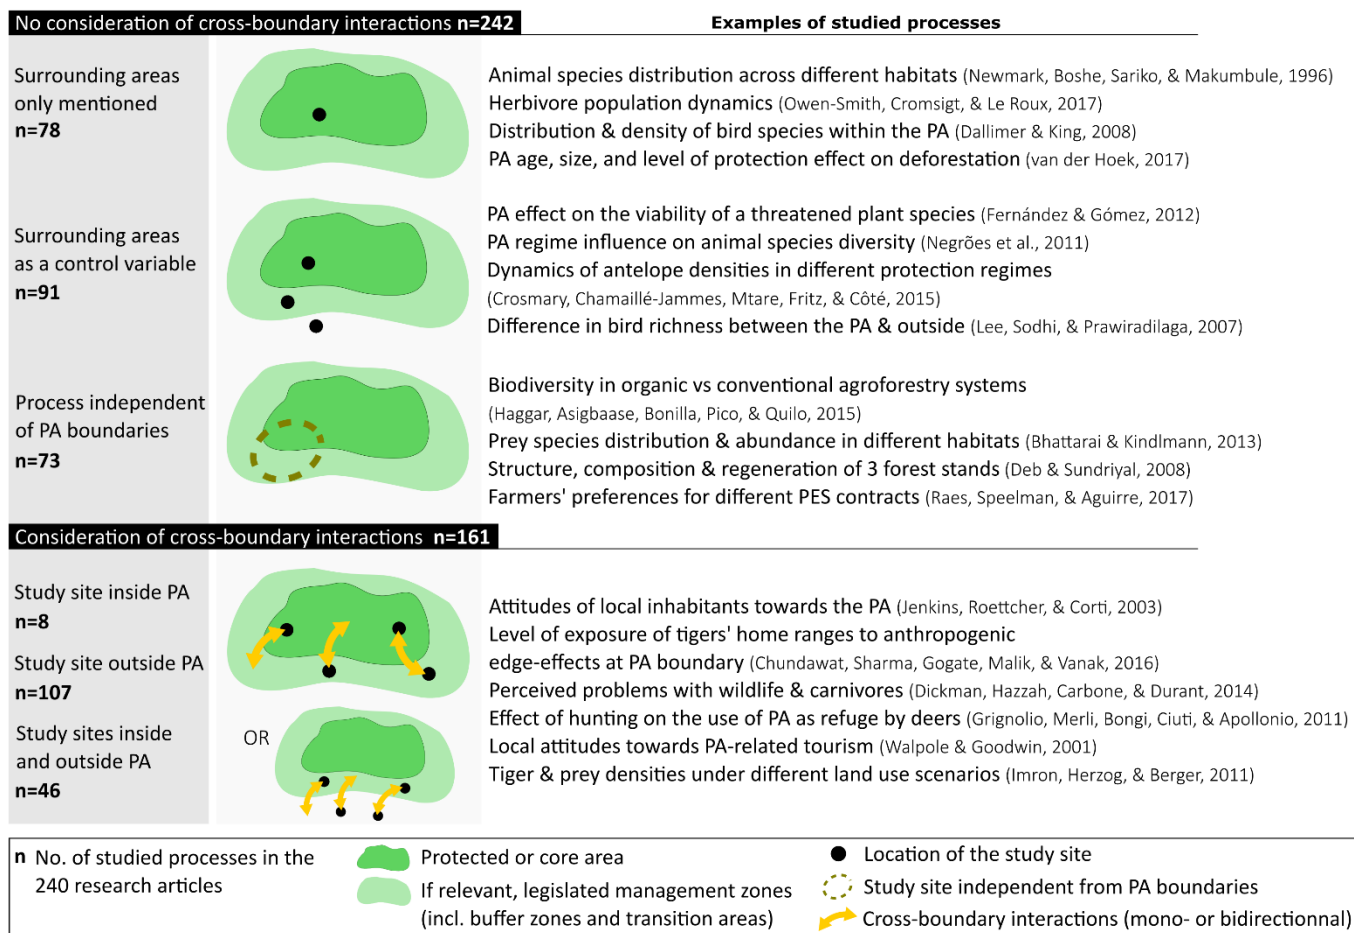 No consideration of cross-boundary interactions n=242
Examples of studied processes
Surrounding areas
only mentioned
n=78
Animal species distribution across different habitats (Newmark, Boshe, Sariko, & Makumbule, 1996)
Herbivore population dynamics (Owen-Smith, Cromsigt, & Le Roux, 2017)
Distribution & density of bird species within the PA (Dallimer & King, 2008)
PA age, size, and level of protection effect on deforestation (van der Hoek, 2017)
Surrounding areas
as a control variable
n=91
PA effect on the viability of a threatened plant species (Fernández & Gómez, 2012)
PA regime influence on animal species diversity (Negrões et al., 2011)
Dynamics of antelope densities in different protection regimes
(Crosmary, Chamaillé-Jammes, Mtare, Fritz, & Côté, 2015)
Difference in bird richness between the PA & outside (Lee, Sodhi, & Prawiradilaga, 2007)
Process independent
of PA boundaries
n=73
Biodiversity in organic vs conventional agroforestry systems
(Haggar, Asigbaase, Bonilla, Pico, & Quilo, 2015)
Prey species distribution & abundance in different habitats (Bhattarai & Kindlmann, 2013)
Structure, composition & regeneration of 3 forest stands (Deb & Sundriyal, 2008)
Farmers' preferences for different PES contracts (Raes, Speelman, & Aguirre, 2017)
Consideration of cross-boundary interactions n=161
Study site inside PA
n=8
Study site outside PA
n=107
Study sites inside
and outside PA
n=46
OR
Attitudes of local inhabitants towards the PA (Jenkins, Roettcher, & Corti, 2003)
Level of exposure of tigers' home ranges to anthropogenic
edge-effects at PA boundary (Chundawat, Sharma, Gogate, Malik, & Vanak, 2016)
Perceived problems with wildlife & carnivores (Dickman, Hazzah, Carbone, & Durant, 2014)
Effect of hunting on the use of PA as refuge by deers (Grignolio, Merli, Bongi, Ciuti, & Apollonio, 2011)
Local attitudes towards PA-related tourism (Walpole & Goodwin, 2001)
Tiger & prey densities under different land use scenarios (Imron, Herzog, & Berger, 2011)
n No. of studied processes in the
240 research articles
Protected or core area
If relevant, legislated management zones
(incl. buffer zones and transition areas)
Location of the study site
Study site independent from PA boundaries
Cross-boundary interactions (mono- or bidirectionnal)